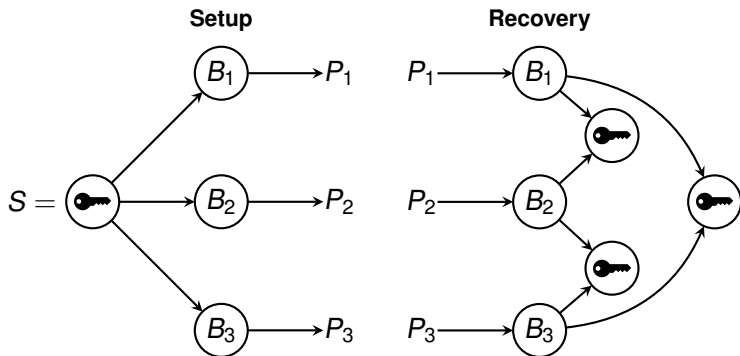 Setup Recovery
B₁ P₁ P₁ B₁
S = B₂ P₂ P₂ B₂
B₃ P₃ P₃ B₃